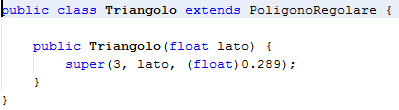 public class Triangolo extends PoligonoRegolare {
public Triangolo(float lato) {
super(3, lato, (float)0.289);
}
}